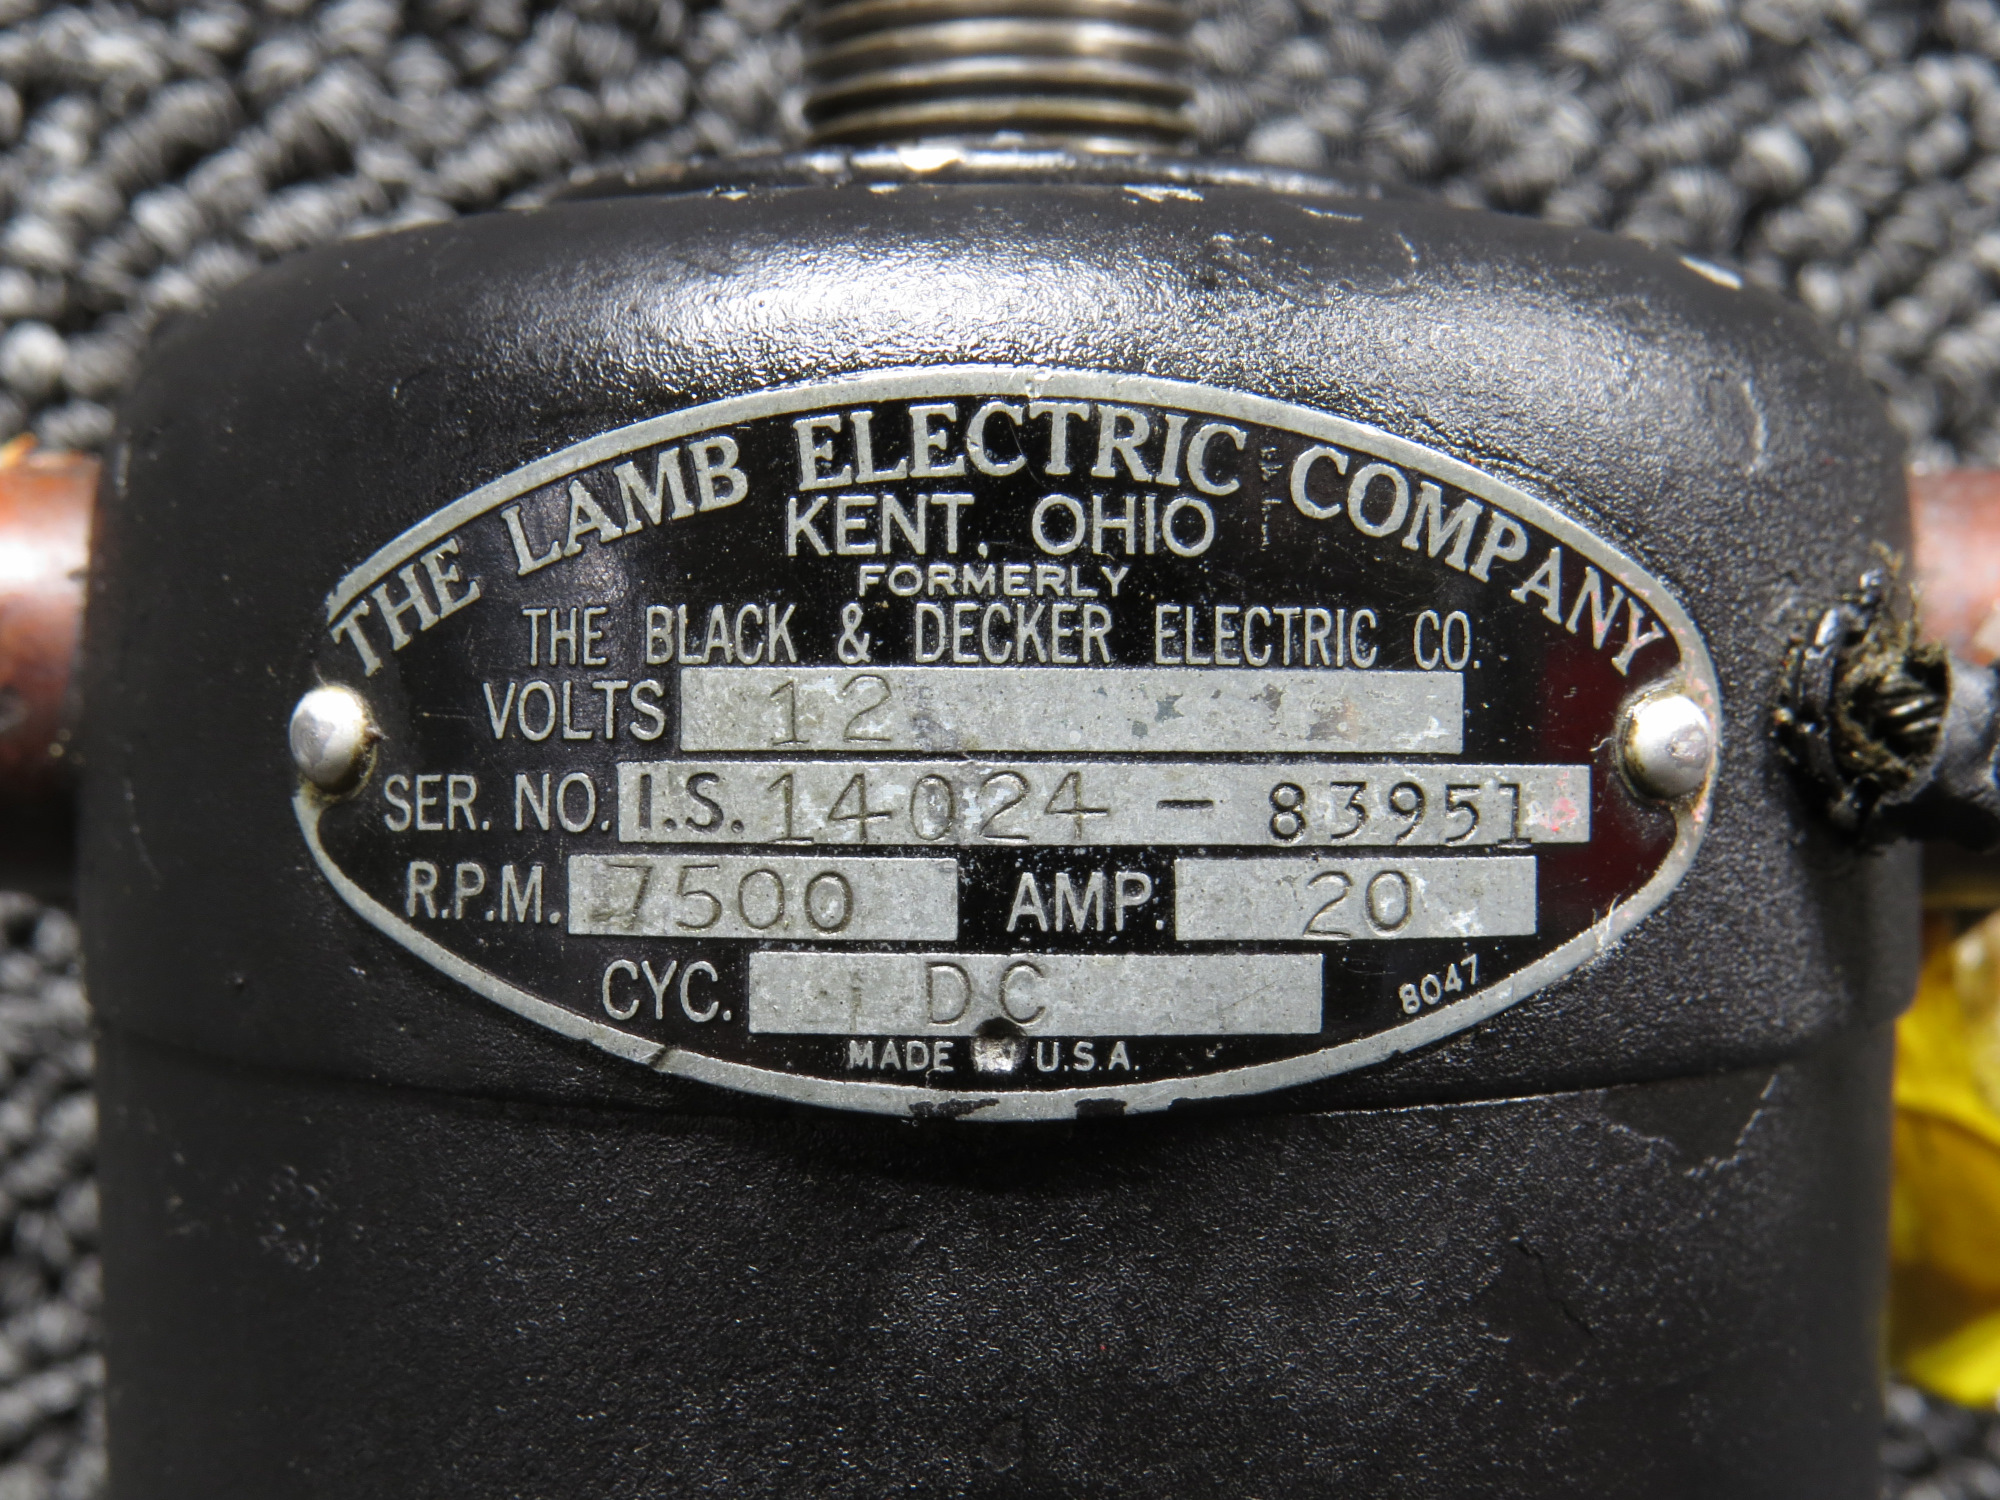 THE LAMB ELECTRIC COMPANY
KENT, OHIO
FORMERLY
THE BLACK & DECKER ELECTRIC CO.
VOLTS 12
SER. NO. I.S. 14024 - 83951
R.P.M. 7500 AMP. 20
CYC. DC
8047
MADE U.S.A.